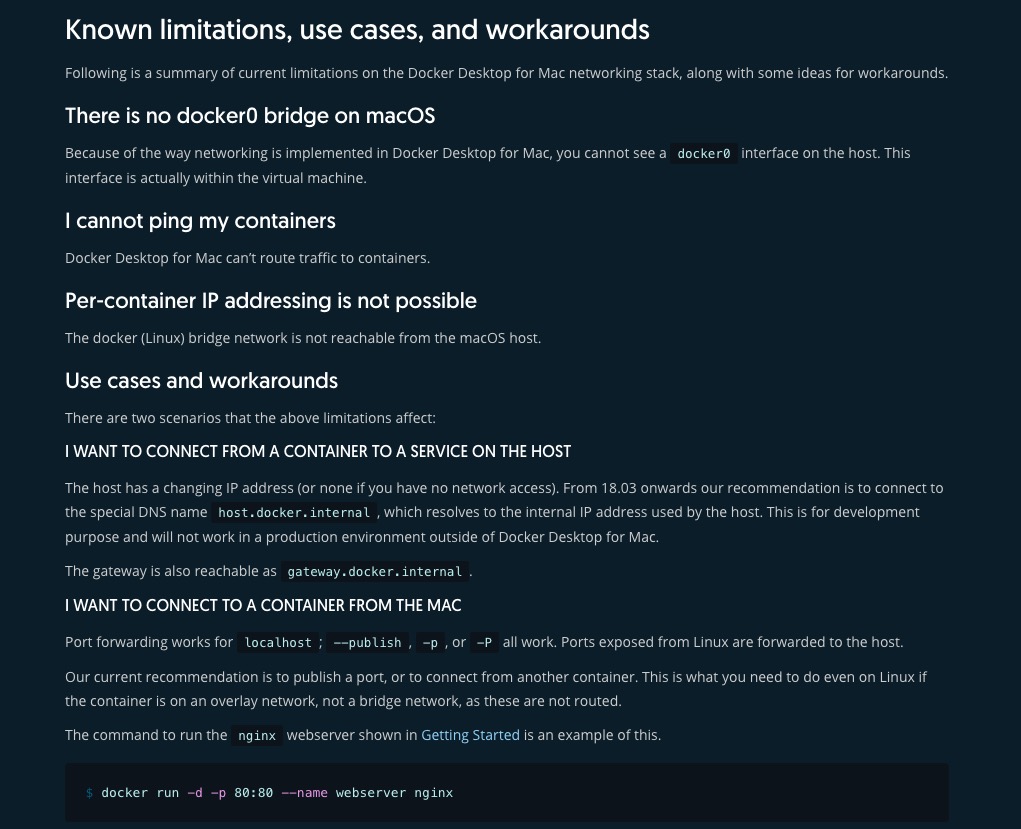 Known limitations, use cases, and workarounds
Following is a summary of current limitations on the Docker Desktop for Mac networking stack, along with some ideas for workarounds.
There is no docker0 bridge on macOS
Because of the way networking is implemented in Docker Desktop for Mac, you cannot see a docker0 interface on the host. This
interface is actually within the virtual machine.
I cannot ping my containers
Docker Desktop for Mac can’t route traffic to containers.
Per-container IP addressing is not possible
The docker (Linux) bridge network is not reachable from the macOS host.
Use cases and workarounds
There are two scenarios that the above limitations affect:
I WANT TO CONNECT FROM A CONTAINER TO A SERVICE ON THE HOST
The host has a changing IP address (or none if you have no network access). From 18.03 onwards our recommendation is to connect to
the special DNS name host.docker.internal, which resolves to the internal IP address used by the host. This is for development
purpose and will not work in a production environment outside of Docker Desktop for Mac.
The gateway is also reachable as gateway.docker.internal.
I WANT TO CONNECT TO A CONTAINER FROM THE MAC
Port forwarding works for localhost; --publish, -p, or -P all work. Ports exposed from Linux are forwarded to the host.
Our current recommendation is to publish a port, or to connect from another container. This is what you need to do even on Linux if
the container is on an overlay network, not a bridge network, as these are not routed.
The command to run the nginx webserver shown in Getting Started is an example of this.
$ docker run -d -p 80:80 --name webserver nginx